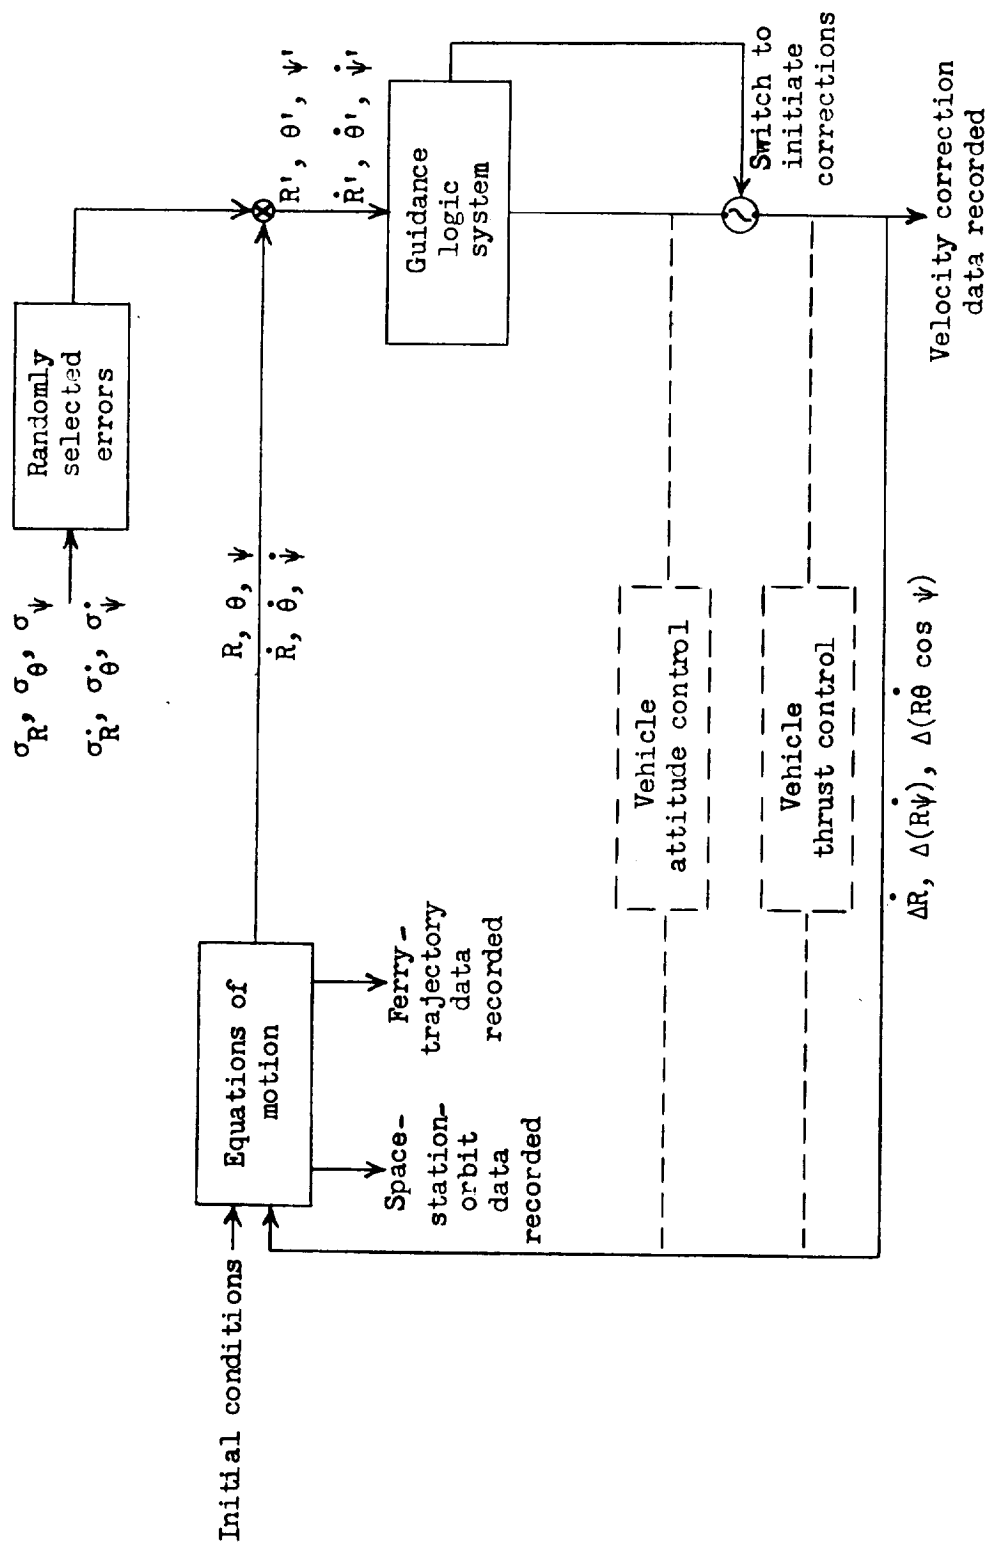 σR, σθ, σψ
σṘ, σθ̇, σψ̇
Randomly
selected
errors
Initial conditions
Equations of
motion
R, θ, ψ
Ṙ, θ̇, ψ̇
R', θ', ψ'
Ṙ', θ̇', ψ̇'
Space-
station-
orbit
data
recorded
Ferry-
trajectory
data
recorded
Guidance
logic
system
Vehicle
attitude control
Switch to
initiate
corrections
Vehicle
thrust control
ΔṘ, Δ(Rψ̇), Δ(Rθ̇ cos ψ)
Velocity correction
data recorded